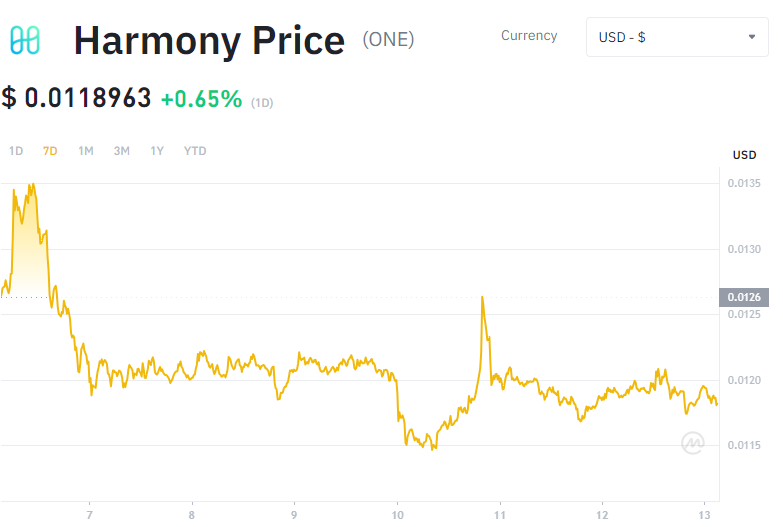 Harmony Price (ONE)
Currency
USD - $
$ 0.0118963 +0.65% (1D)
1D 7D 1M 3M 1Y YTD
USD
0.0135
0.0130
0.0126
0.0125
0.0120
0.0115
7 8 9 10 11 12 13